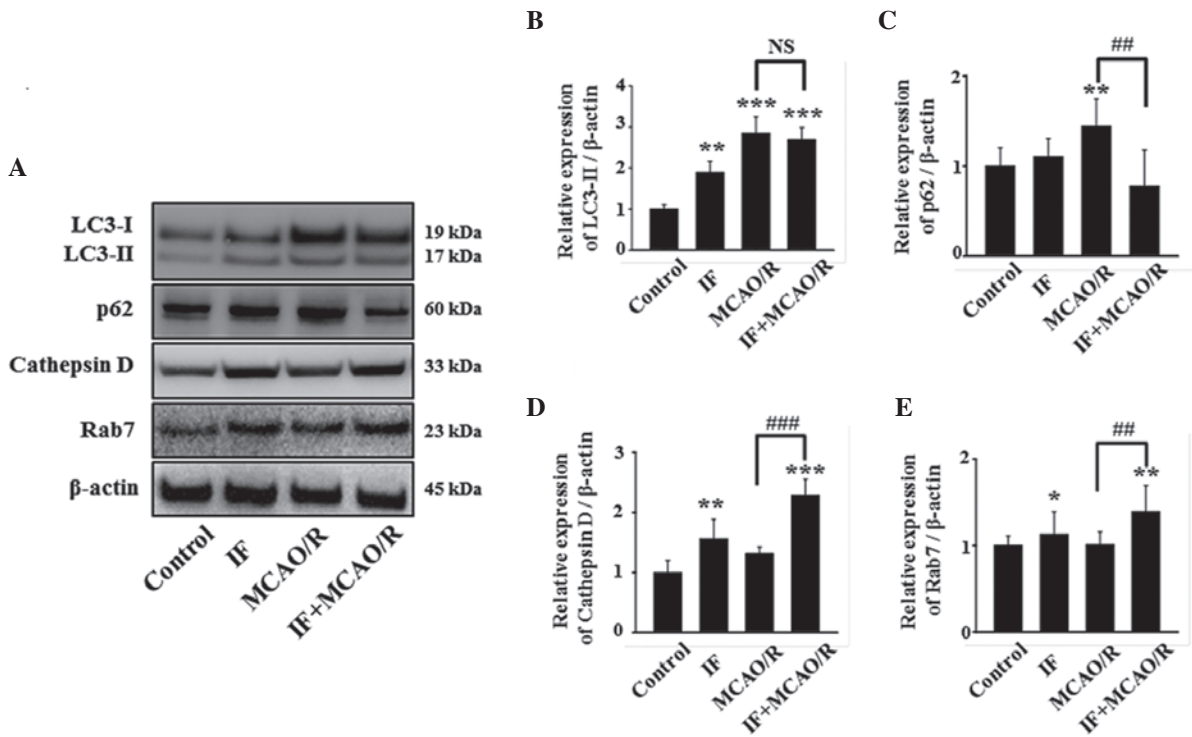 A
LC3-I
19 kDa
LC3-II
17 kDa
p62
60 kDa
Cathepsin D
33 kDa
Rab7
23 kDa
β-actin
45 kDa
Control
IF
MCAO/R
IF+MCAO/R
B
Relative expression
of LC3-II / β-actin
4
3
2
1
0
**
***
***
NS
Control
IF
MCAO/R
IF+MCAO/R
C
Relative expression
of p62 / β-actin
2
1
0
**
##
Control
IF
MCAO/R
IF+MCAO/R
D
Relative expression
of Cathepsin D / β-actin
3
2
1
0
**
***
###
Control
IF
MCAO/R
IF+MCAO/R
E
Relative expression
of Rab7 / β-actin
2
1
0
*
**
##
Control
IF
MCAO/R
IF+MCAO/R